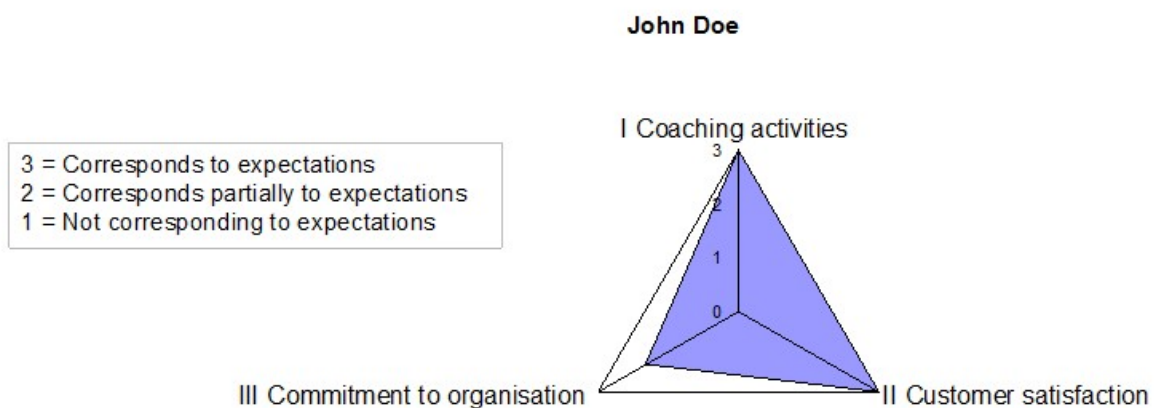 John Doe
I Coaching activities
3 = Corresponds to expectations
2 = Corresponds partially to expectations
1 = Not corresponding to expectations
3
2
1
0
III Commitment to organisation
II Customer satisfaction